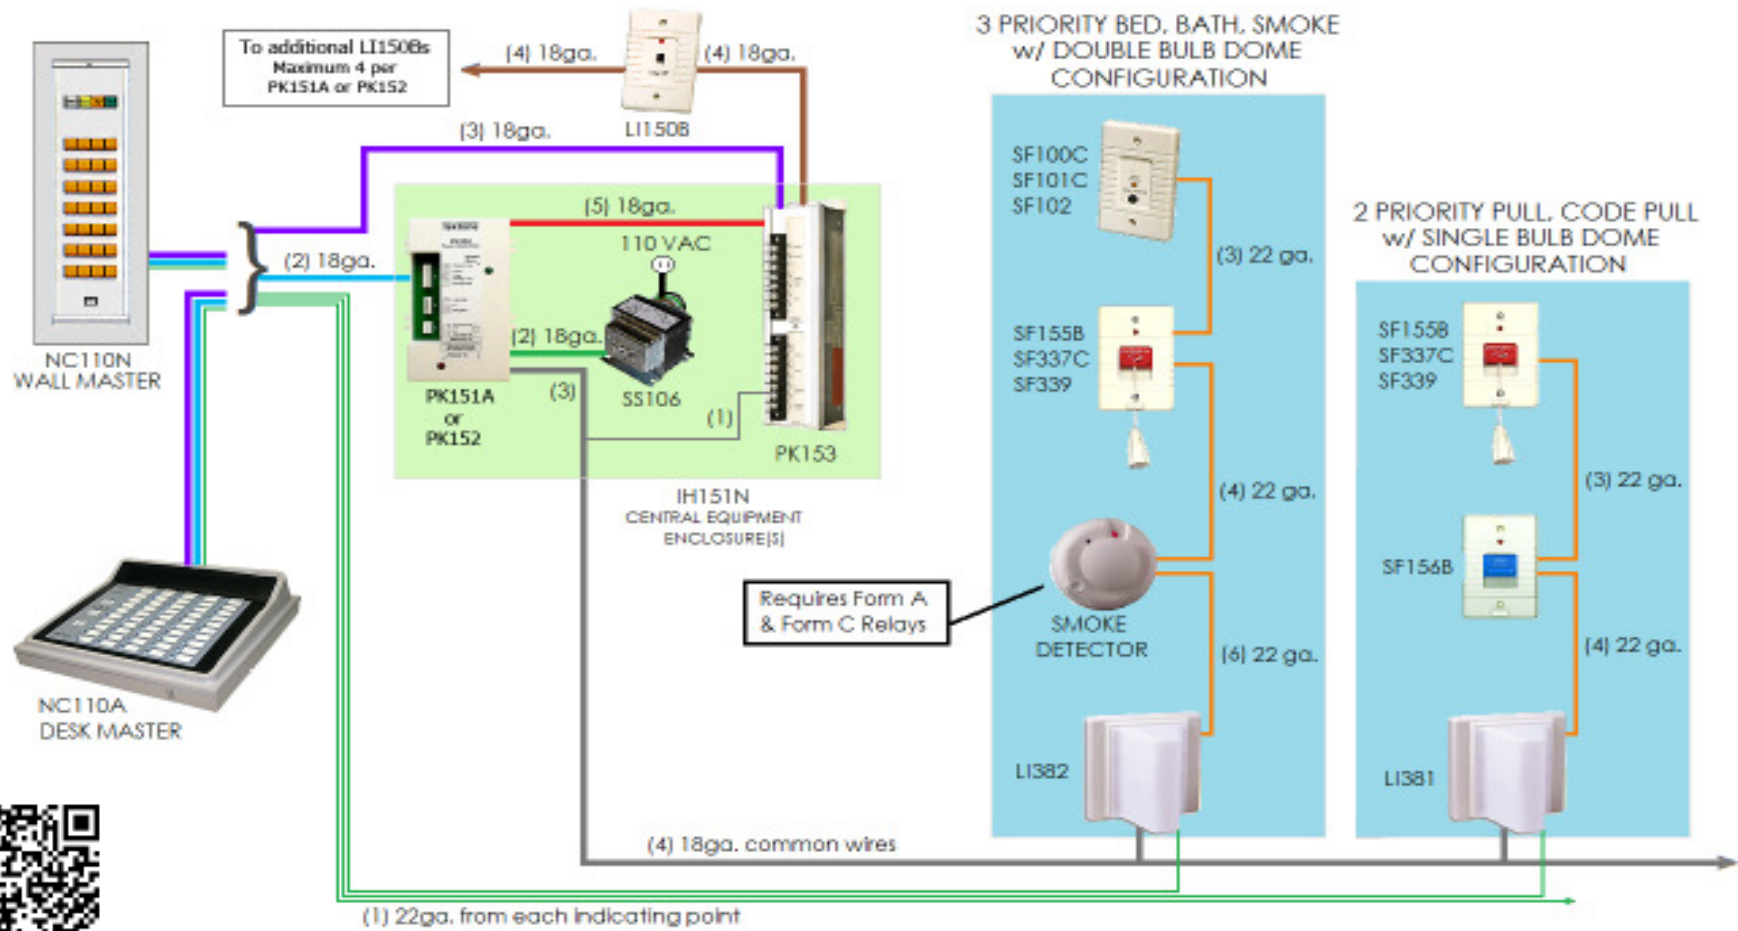 To additional LI150Bs
Maximum 4 per
PK151A or PK152
(4) 18ga.
(4) 18ga.
LI150B
(3) 18ga.
NC110N
WALL MASTER
(2) 18ga.
(5) 18ga.
110 VAC
(2) 18ga.
SS106
(3)
(1)
PK151A
or
PK152
PK153
IH151N
CENTRAL EQUIPMENT
ENCLOSURE(S)
NC110A
DESK MASTER
3 PRIORITY BED, BATH, SMOKE
w/ DOUBLE BULB DOME
CONFIGURATION
SF100C
SF101C
SF102
(3) 22 ga.
SF155B
SF337C
SF339
(4) 22 ga.
Requires Form A
& Form C Relays
SMOKE
DETECTOR
(6) 22 ga.
LI382
2 PRIORITY PULL, CODE PULL
w/ SINGLE BULB DOME
CONFIGURATION
SF155B
SF337C
SF339
(3) 22 ga.
SF156B
(4) 22 ga.
LI381
(4) 18ga. common wires
(1) 22ga. from each indicating point